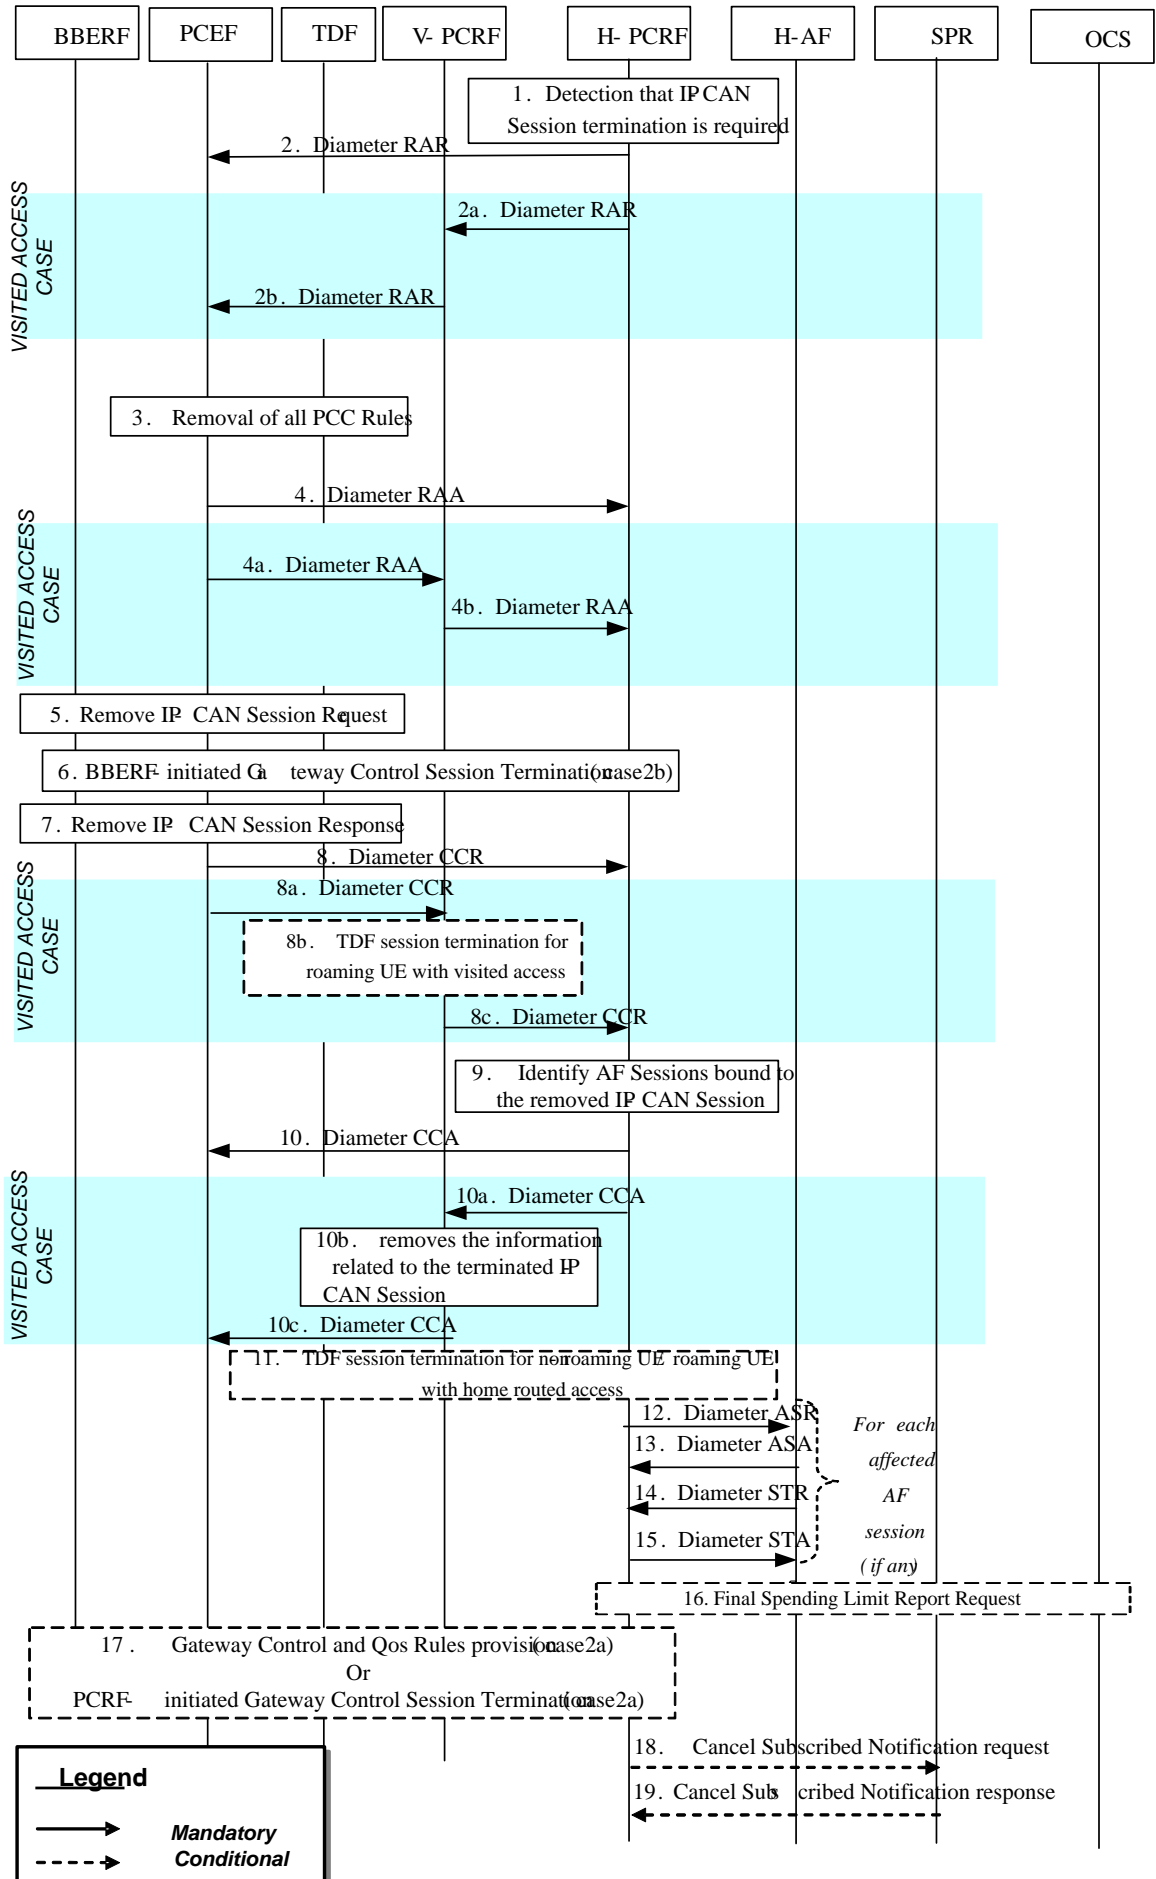 BBERF PCEF TDF V- PCRF H- PCRF H-AF SPR OCS
1. Detection that IP-CAN
Session termination is required
2. Diameter RAR
VISITED ACCESS
CASE
2a. Diameter RAR
2b. Diameter RAR
3. Removal of all PCC Rules
4. Diameter RAA
VISITED ACCESS
CASE
4a. Diameter RAA
4b. Diameter RAA
5. Remove IP- CAN Session Request
6. BBERF- initiated Ga teway Control Session Termination (case2b)
7. Remove IP- CAN Session Response
8. Diameter CCR
VISITED ACCESS
CASE
8a. Diameter CCR
8b. TDF session termination for
roaming UE with visited access
8c. Diameter CCR
9. Identify AF Sessions bound to
the removed IP-CAN Session
10. Diameter CCA
VISITED ACCESS
CASE
10a. Diameter CCA
10b. removes the information
related to the terminated IP-
CAN Session
10c. Diameter CCA
11. TDF session termination for non-roaming UE/ roaming UE
with home routed access
12. Diameter ASR
13. Diameter ASA
14. Diameter STR
15. Diameter STA
For each
affected
AF
session
(if any)
16. Final Spending Limit Report Request
17. Gateway Control and Qos Rules provision (case2a)
Or
PCRF- initiated Gateway Control Session Termination (case2a)
18. Cancel Subscribed Notification request
19. Cancel Subs cribed Notification response
Legend
Mandatory
Conditional